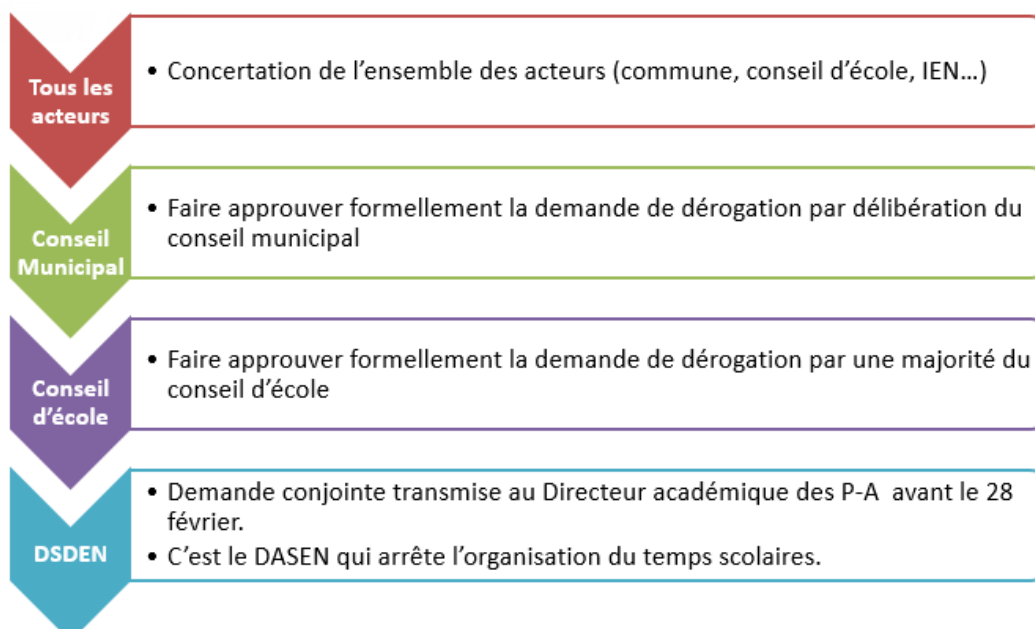 Tous les
acteurs
• Concertation de l’ensemble des acteurs (commune, conseil d’école, IEN…)
Conseil
Municipal
• Faire approuver formellement la demande de dérogation par délibération du
conseil municipal
Conseil
d’école
• Faire approuver formellement la demande de dérogation par une majorité du
conseil d’école
DSDEN
• Demande conjointe transmise au Directeur académique des P-A avant le 28
février.
• C’est le DASEN qui arrête l’organisation du temps scolaires.